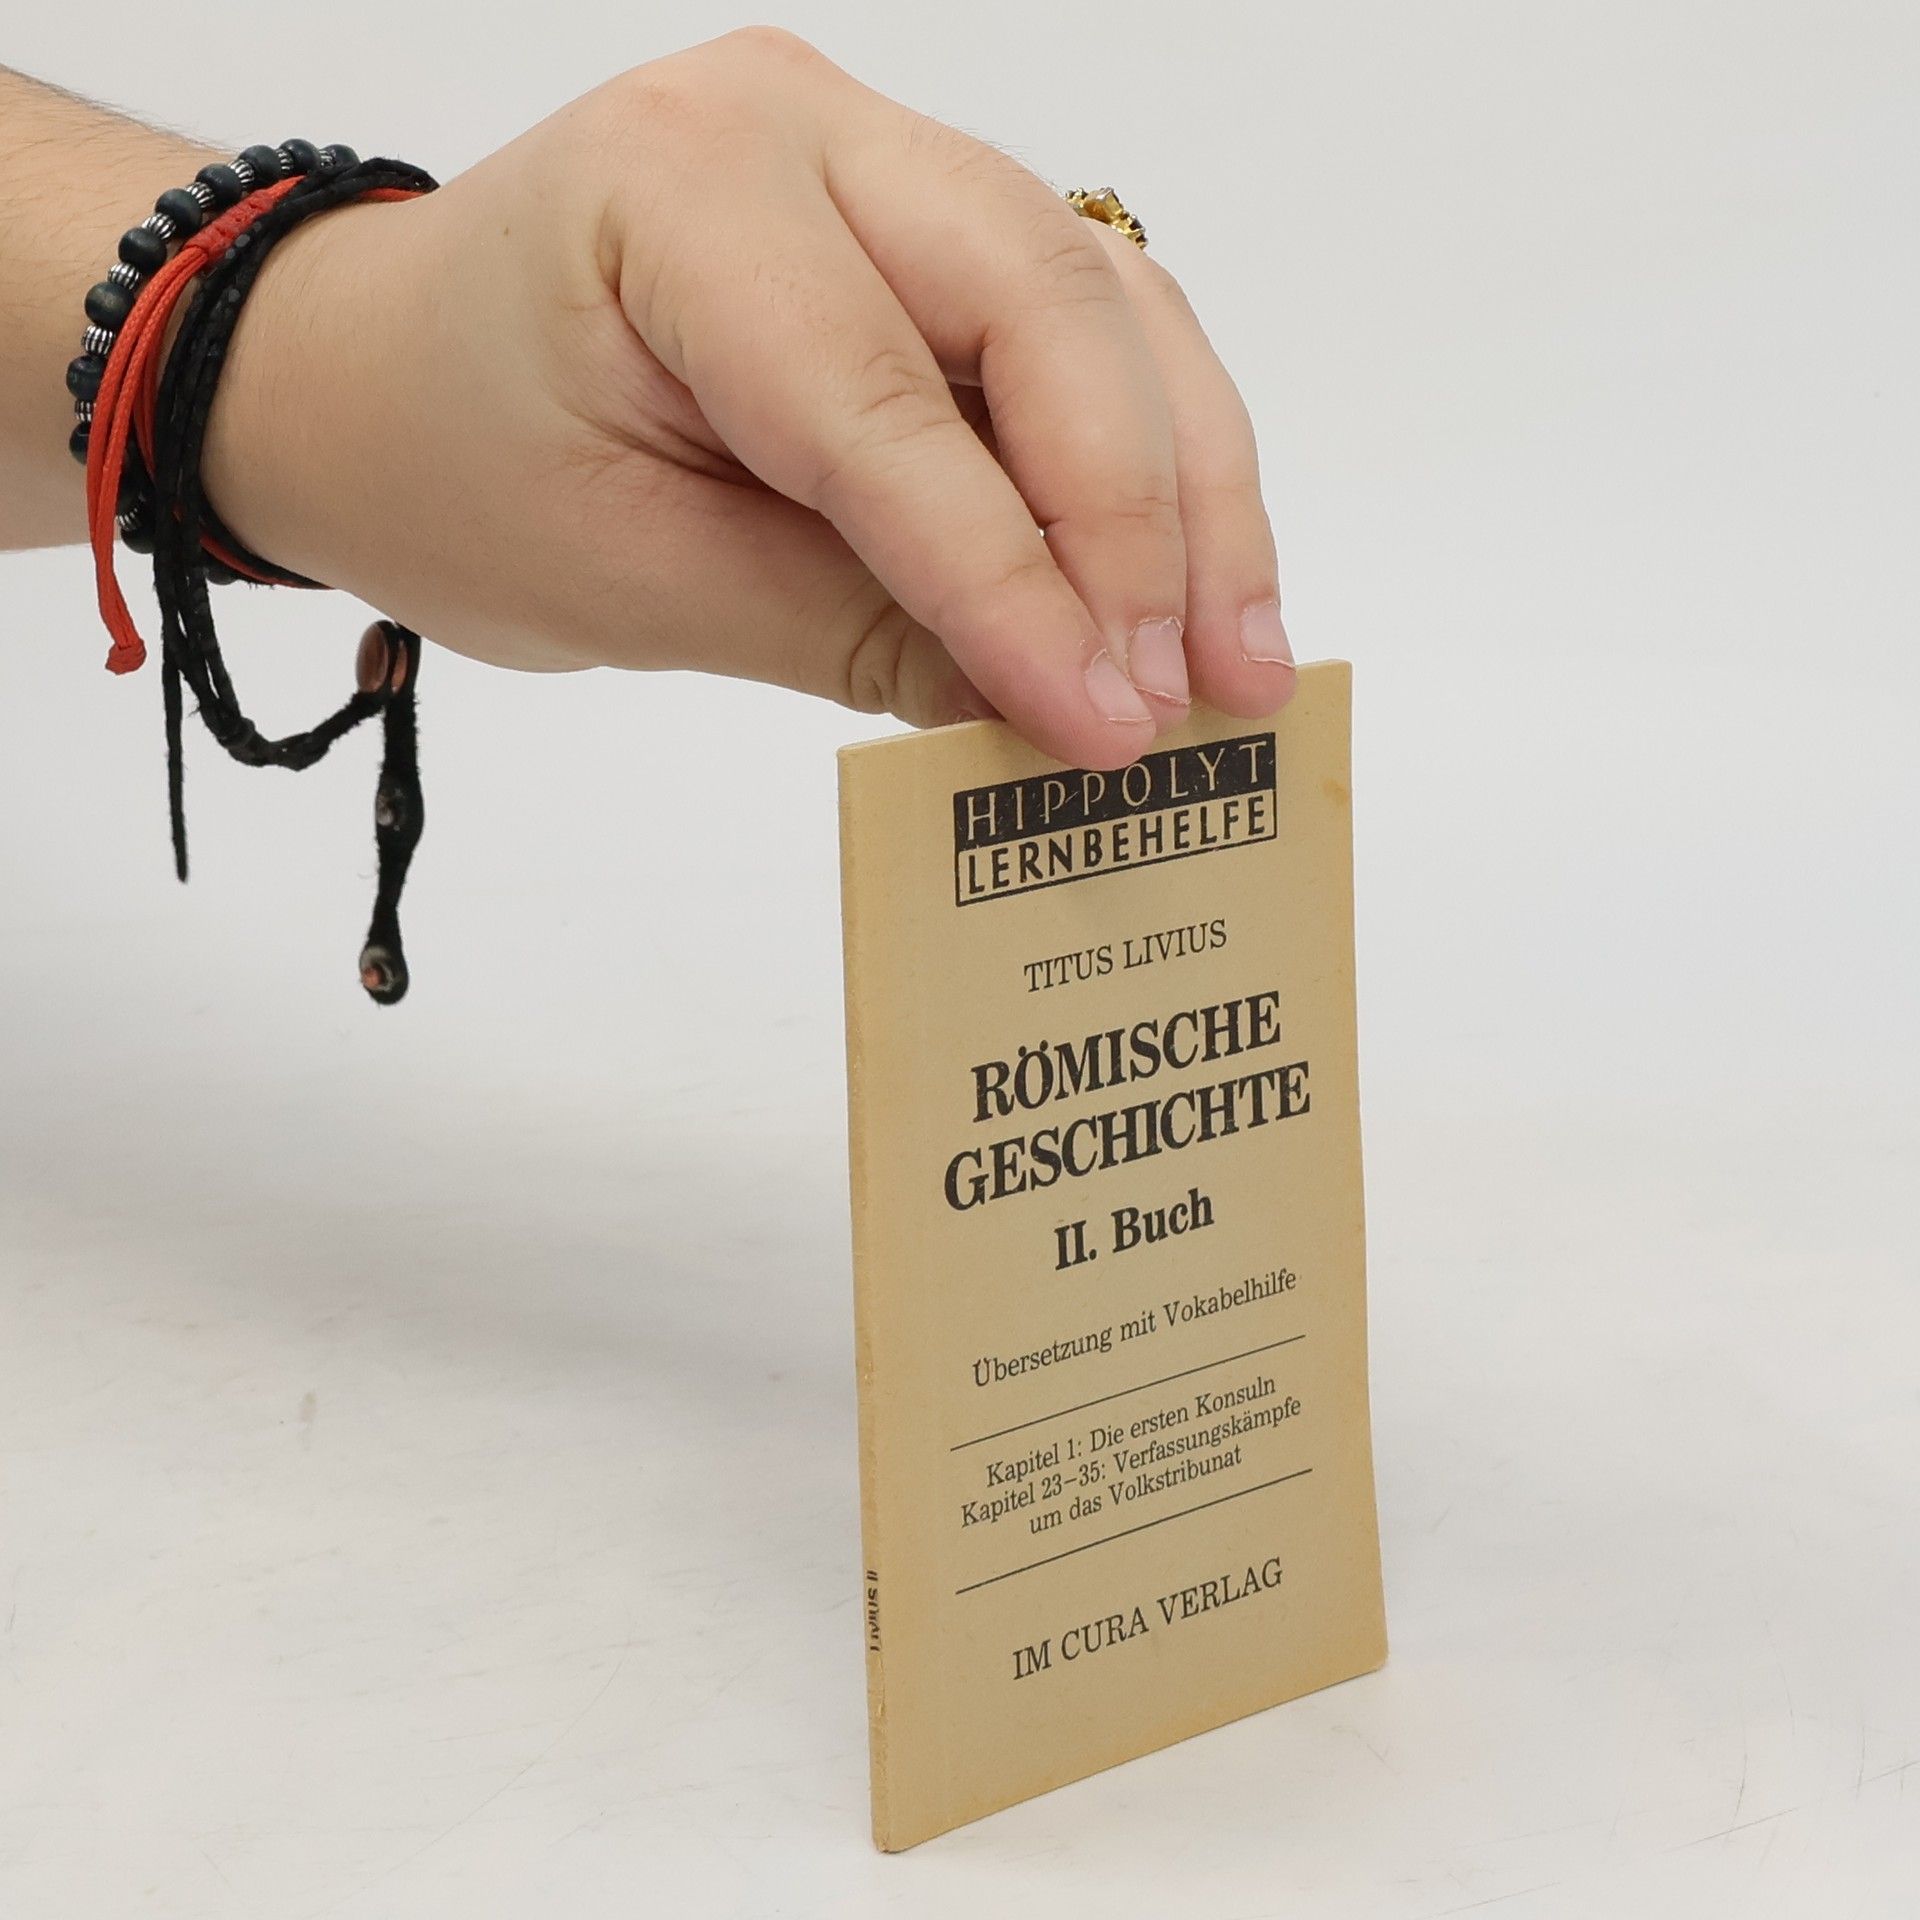 HIPPOLYT
LERNBEHELFE
TITUS LIVIUS
RÖMISCHE
GESCHICHTE
II. Buch
Übersetzung mit Vokabelhilfe
Kapitel 1: Die ersten Konsuln
Kapitel 23–35: Verfassungskämpfe
um das Volkstribunat
IM CURA VERLAG
LIVIUS II